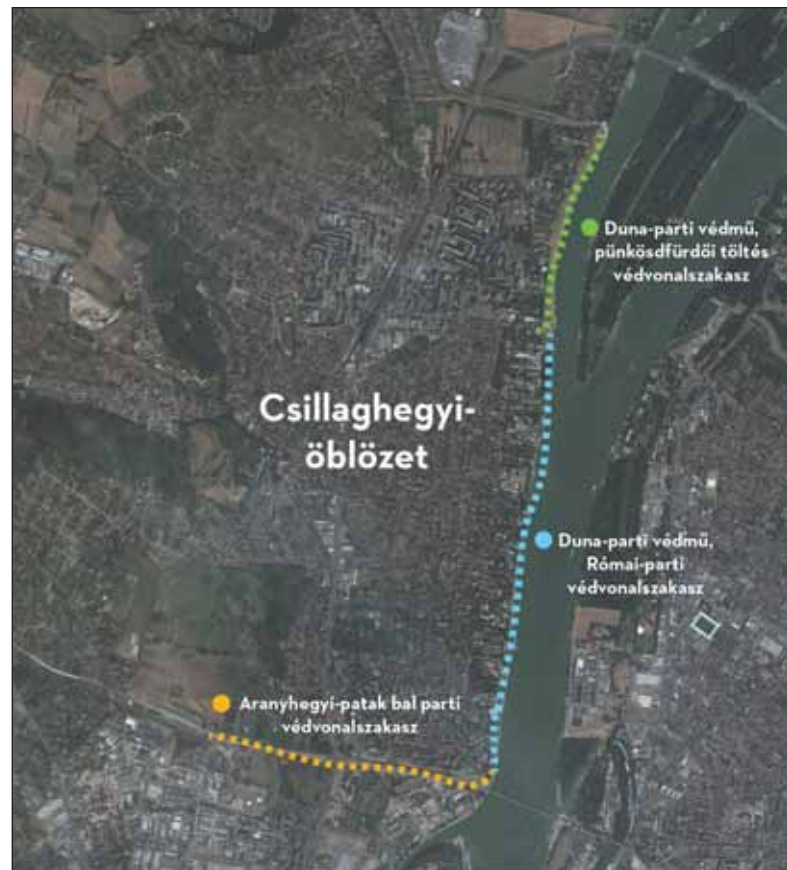 Duna-parti védmű,
pünkösdfürdői töltés
védvonalszakasz
Csillaghegyi-
öblözet
Duna-parti védmű,
Római-parti
védvonalszakasz
Aranyhegyi-patak bal parti
védvonalszakasz